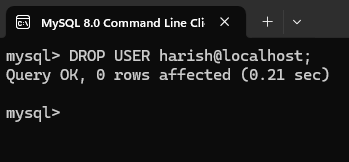 MySQL 8.0 Command Line Cli
mysql> DROP USER harish@localhost;
Query OK, 0 rows affected (0.21 sec)
mysql>